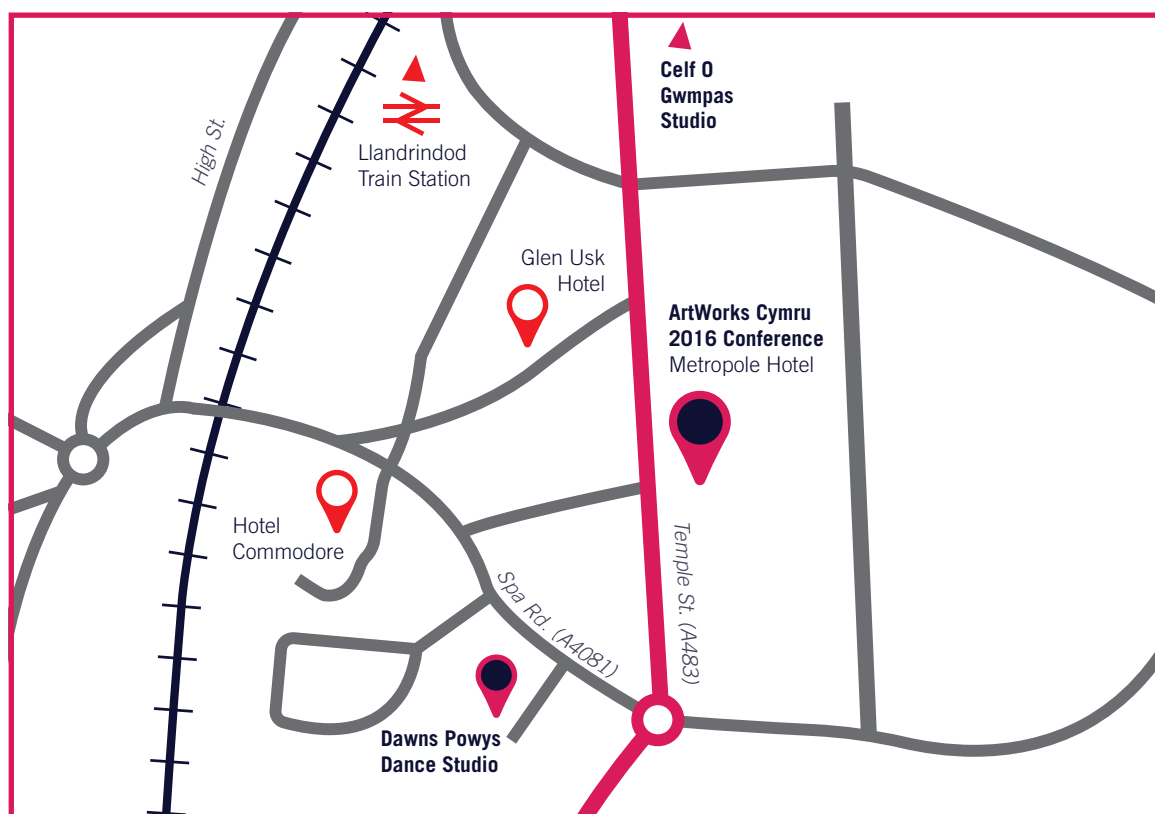 Celf O
Gwmpas
Studio
High St.
Llandrindod
Train Station
Glen Usk
Hotel
ArtWorks Cymru
2016 Conference
Metropole Hotel
Hotel
Commodore
Temple St. (A483)
Spa Rd. (A4081)
Dawns Powys
Dance Studio